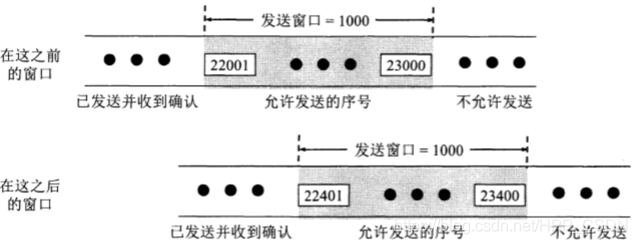 发送窗口 = 1000
在这之前
的窗口
22001
23000
已发送并收到确认
允许发送的序号
不允许发送
发送窗口 = 1000
在这之后
的窗口
22401
23400
已发送并收到确认
允许发送的序号
不允许发送